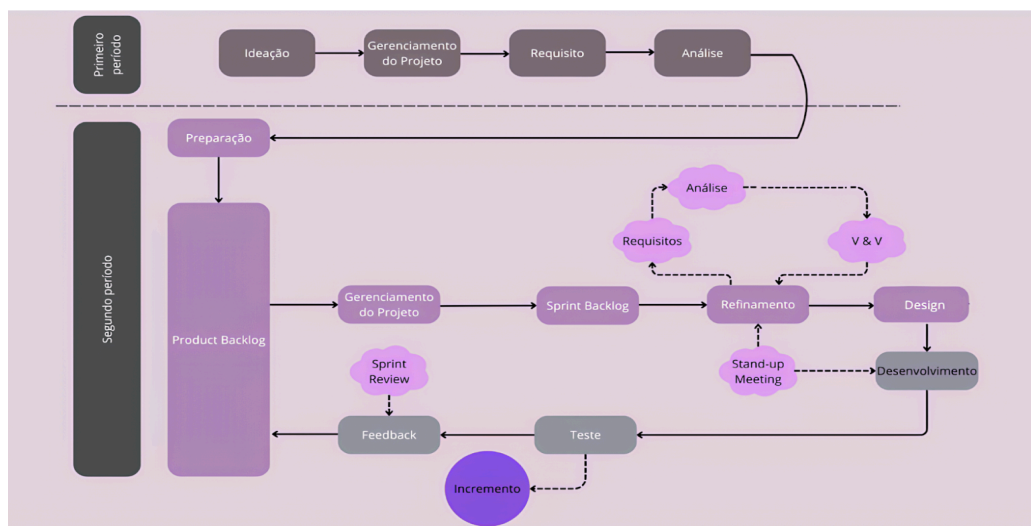 Primeiro
período
Ideação
Gerenciamento
do Projeto
Requisito
Análise
Segundo período
Preparação
Análise
Requisitos
V & V
Product Backlog
Gerenciamento
do Projeto
Sprint Backlog
Refinamento
Design
Sprint
Review
Stand-up
Meeting
Desenvolvimento
Feedback
Teste
Incremento